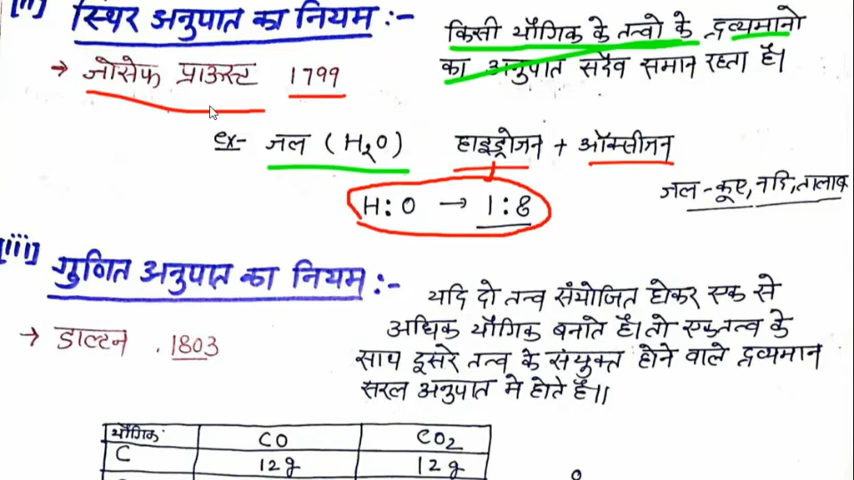 (ii) स्थिर अनुपात का नियम :-
किसी यौगिक के तत्वो के द्रव्यमानो
का अनुपात सदैव समान रहता है।
→ जोसेफ प्राउस्ट 1799
ex- जल (H₂O) हाइड्रोजन + ऑक्सीजन
जल - कूए, नदि, तालाब
H : O → 1 : 8
(iii) गुणित अनुपात का नियम :-
यदि दो तत्व संयोजित होकर एक से
अधिक यौगिक बनाते है। तो एकतत्व के
साथ दूसरे तत्व के संयुक्त होने वाले द्रव्यमान
सरल अनुपात मे होते है॥
→ डाल्टन . 1803
यौगिक CO CO₂
C 12g 12g